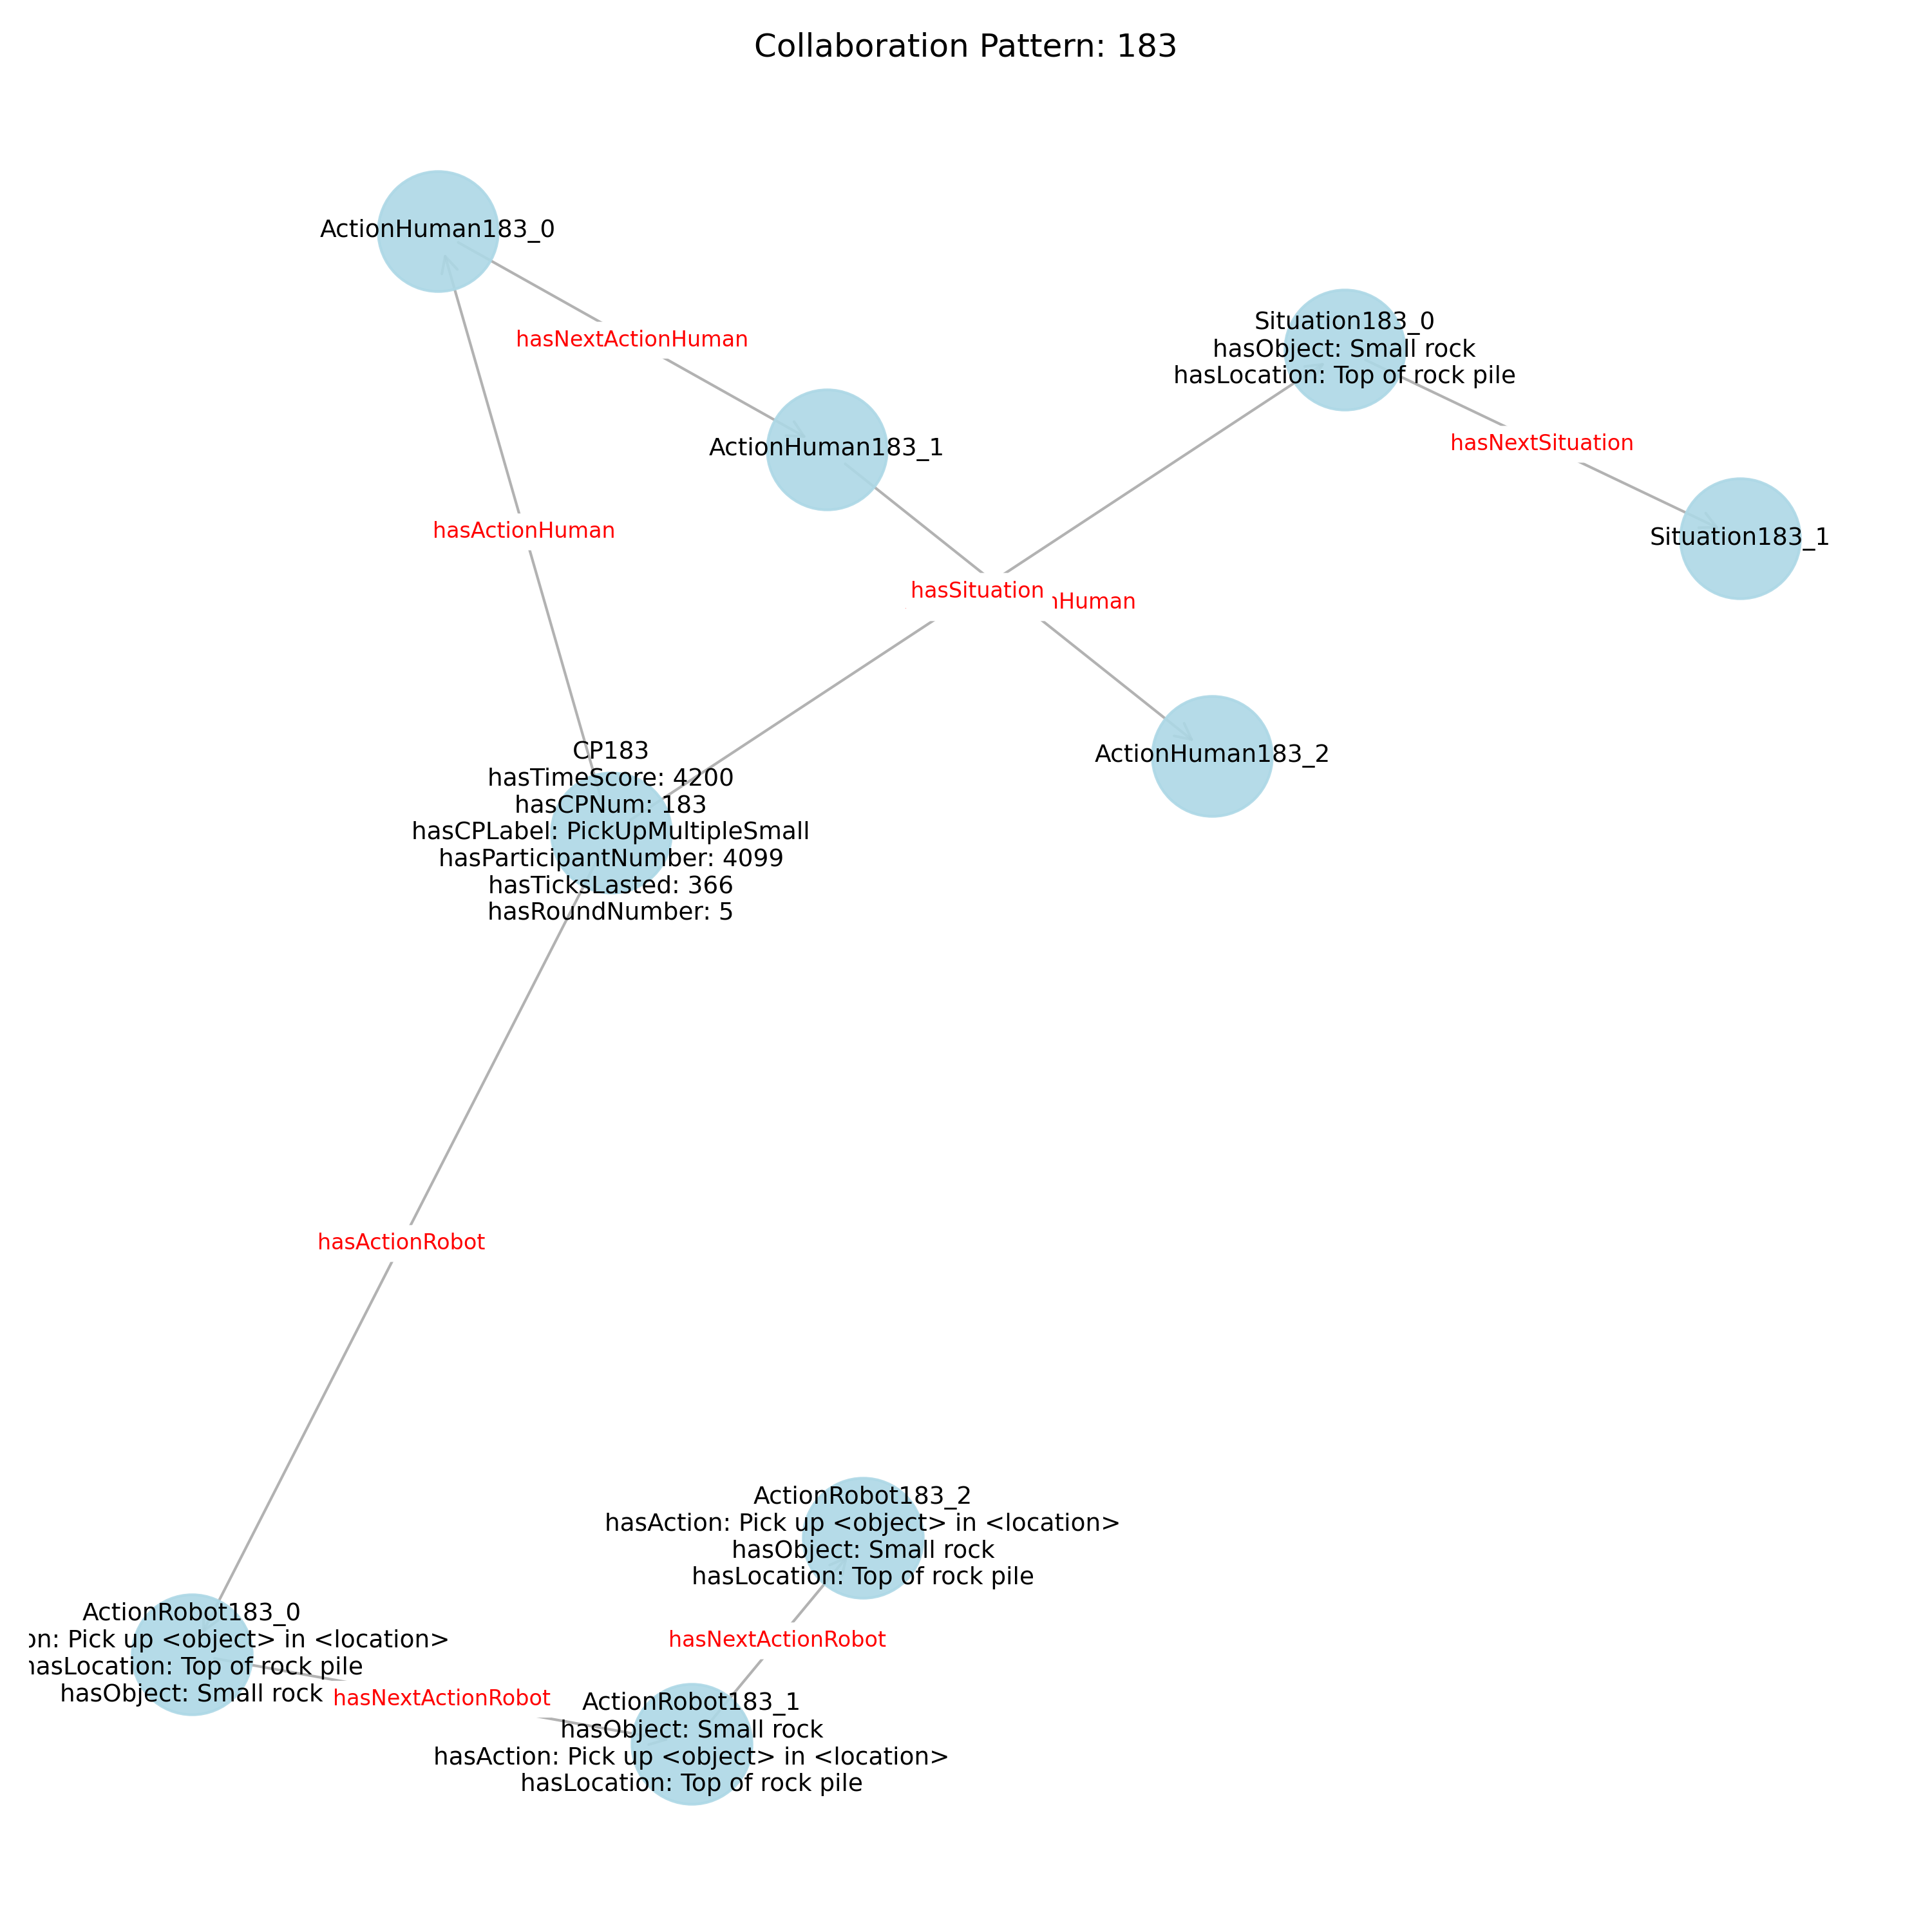 Collaboration Pattern: 183
ActionHuman183_0
hasNextActionHuman
Situation183_0
hasObject: Small rock
hasLocation: Top of rock pile
ActionHuman183_1
hasNextSituation
hasActionHuman
Situation183_1
hasSituation
nHuman
CP183
hasTimeScore: 4200
hasCPNum: 183
hasCPLabel: PickUpMultipleSmall
hasParticipantNumber: 4099
hasTicksLasted: 366
hasRoundNumber: 5
ActionHuman183_2
hasActionRobot
ActionRobot183_2
hasAction: Pick up <object> in <location>
hasObject: Small rock
hasLocation: Top of rock pile
ActionRobot183_0
on: Pick up <object> in <location>
hasLocation: Top of rock pile
hasObject: Small rock
hasNextActionRobot
hasNextActionRobot
ActionRobot183_1
hasObject: Small rock
hasAction: Pick up <object> in <location>
hasLocation: Top of rock pile